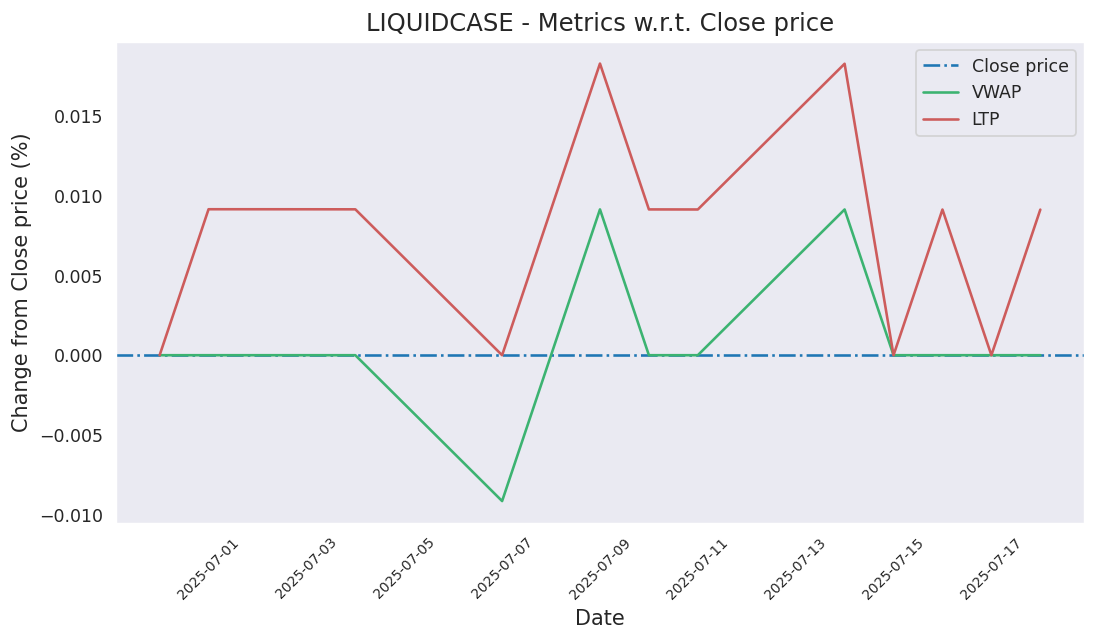 LIQUIDCASE - Metrics w.r.t. Close price
Close price
VWAP
LTP
Change from Close price (%)
0.015
0.010
0.005
0.000
−0.005
−0.010
2025-07-01
2025-07-03
2025-07-05
2025-07-07
2025-07-09
2025-07-11
2025-07-13
2025-07-15
2025-07-17
Date